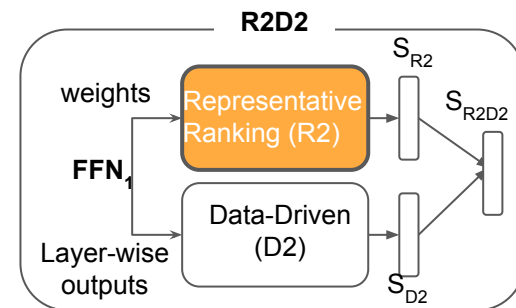 R2D2
weights
Representative
Ranking (R2)
S_R2
S_R2D2
FFN_1
Data-Driven
(D2)
Layer-wise
outputs
S_D2